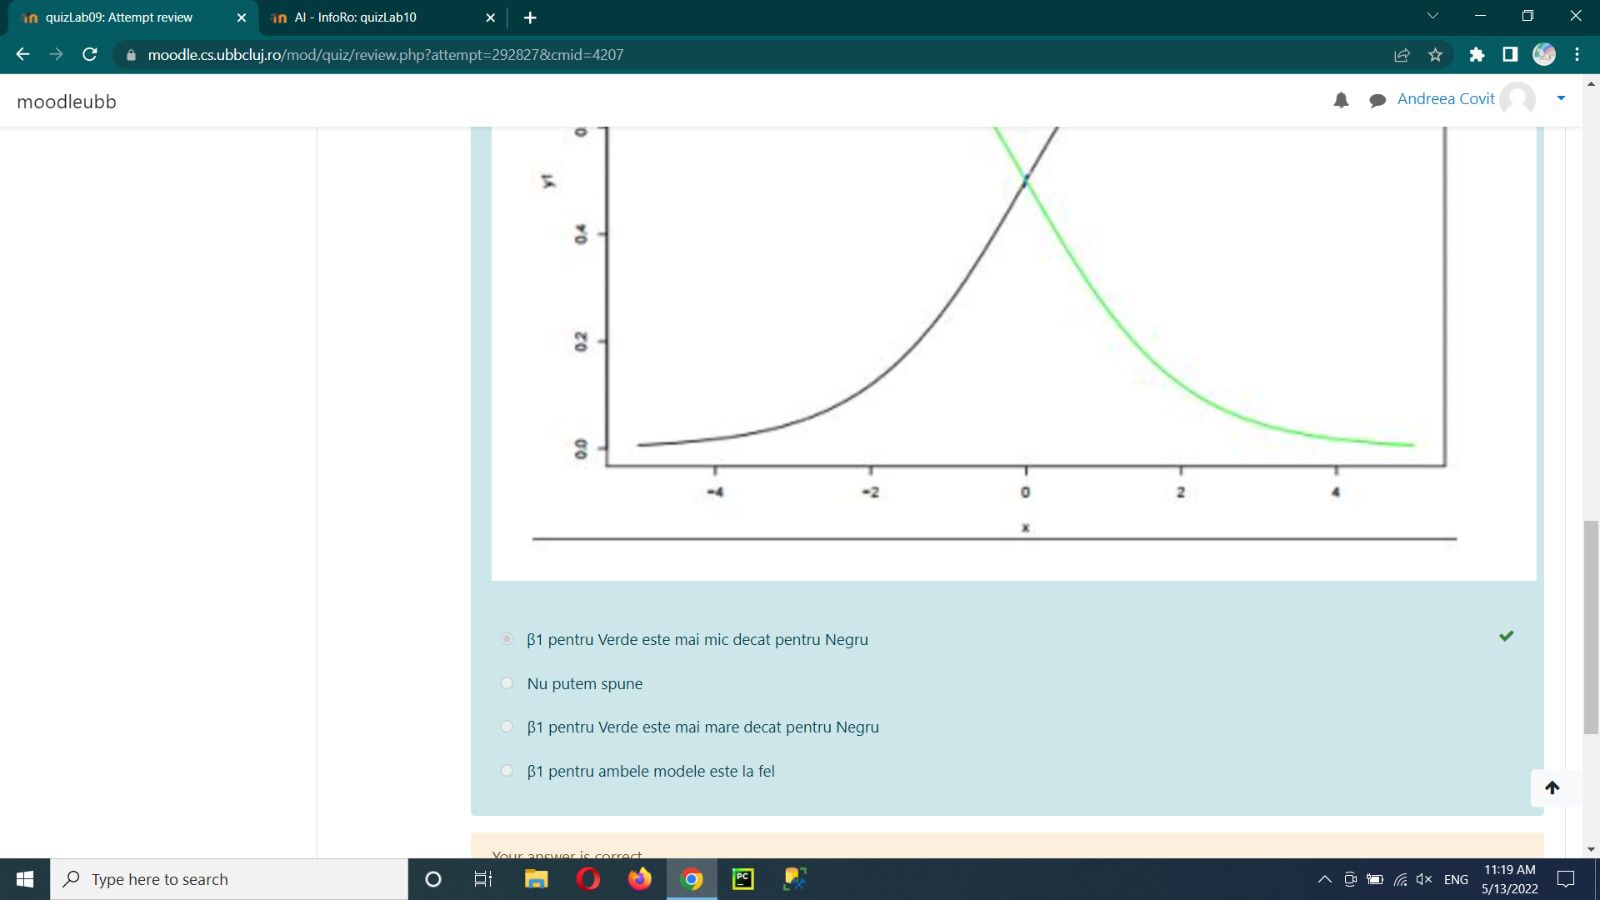 quizLab09: Attempt review
AI - InfoRo: quizLab10
moodle.cs.ubbcluj.ro/mod/quiz/review.php?attempt=292827&cmid=4207
moodleubb
Andreea Covit
y1
0.4
0.2
0.0
-4 -2 0 2 4
x
β1 pentru Verde este mai mic decat pentru Negru
Nu putem spune
β1 pentru Verde este mai mare decat pentru Negru
β1 pentru ambele modele este la fel
Your answer is correct
Type here to search
PC
ENG
11:19 AM
5/13/2022